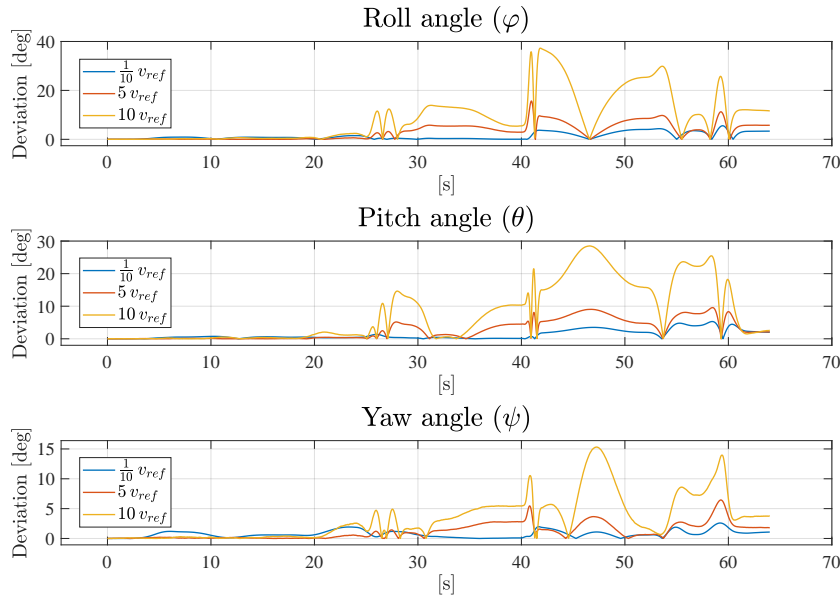 Roll angle (φ)
Deviation [deg]
40
20
0
1/10 v_ref
5 v_ref
10 v_ref
0 10 20 30 40 50 60 70
[s]
Pitch angle (θ)
Deviation [deg]
30
20
10
0
1/10 v_ref
5 v_ref
10 v_ref
0 10 20 30 40 50 60 70
[s]
Yaw angle (ψ)
Deviation [deg]
15
10
5
0
1/10 v_ref
5 v_ref
10 v_ref
0 10 20 30 40 50 60 70
[s]